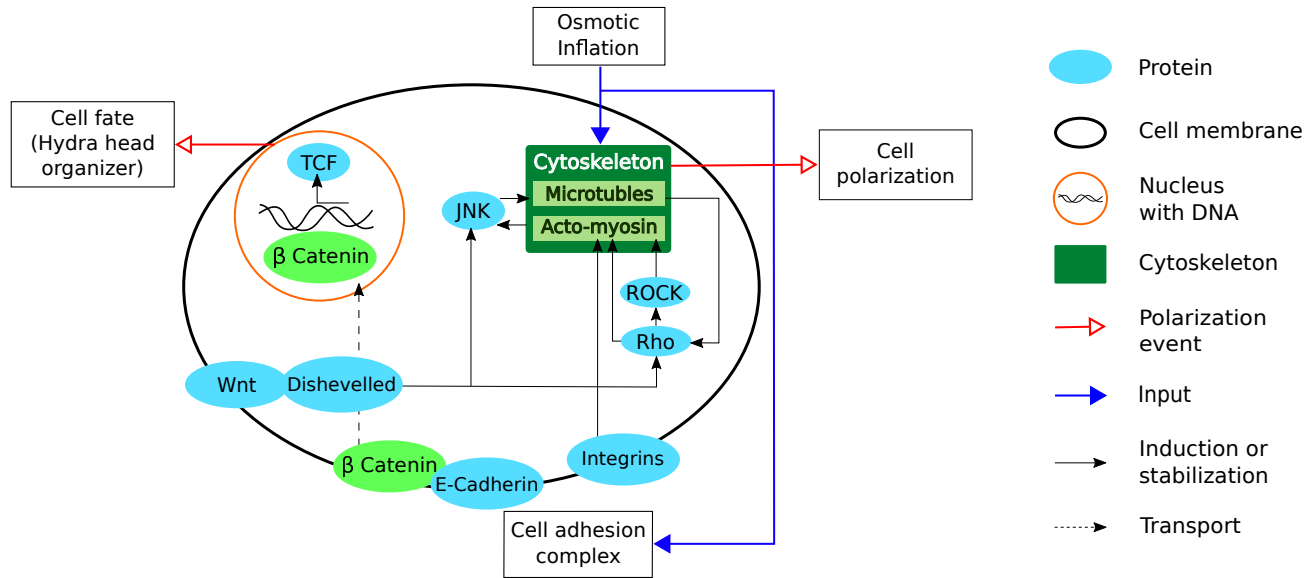 Osmotic
Inflation
Cell fate
(Hydra head
organizer)
TCF
β Catenin
Cytoskeleton
Microtubles
Acto-myosin
JNK
ROCK
Rho
Cell
polarization
Wnt
Dishevelled
β Catenin
E-Cadherin
Integrins
Cell adhesion
complex
Protein
Cell membrane
Nucleus
with DNA
Cytoskeleton
Polarization
event
Input
Induction or
stabilization
Transport